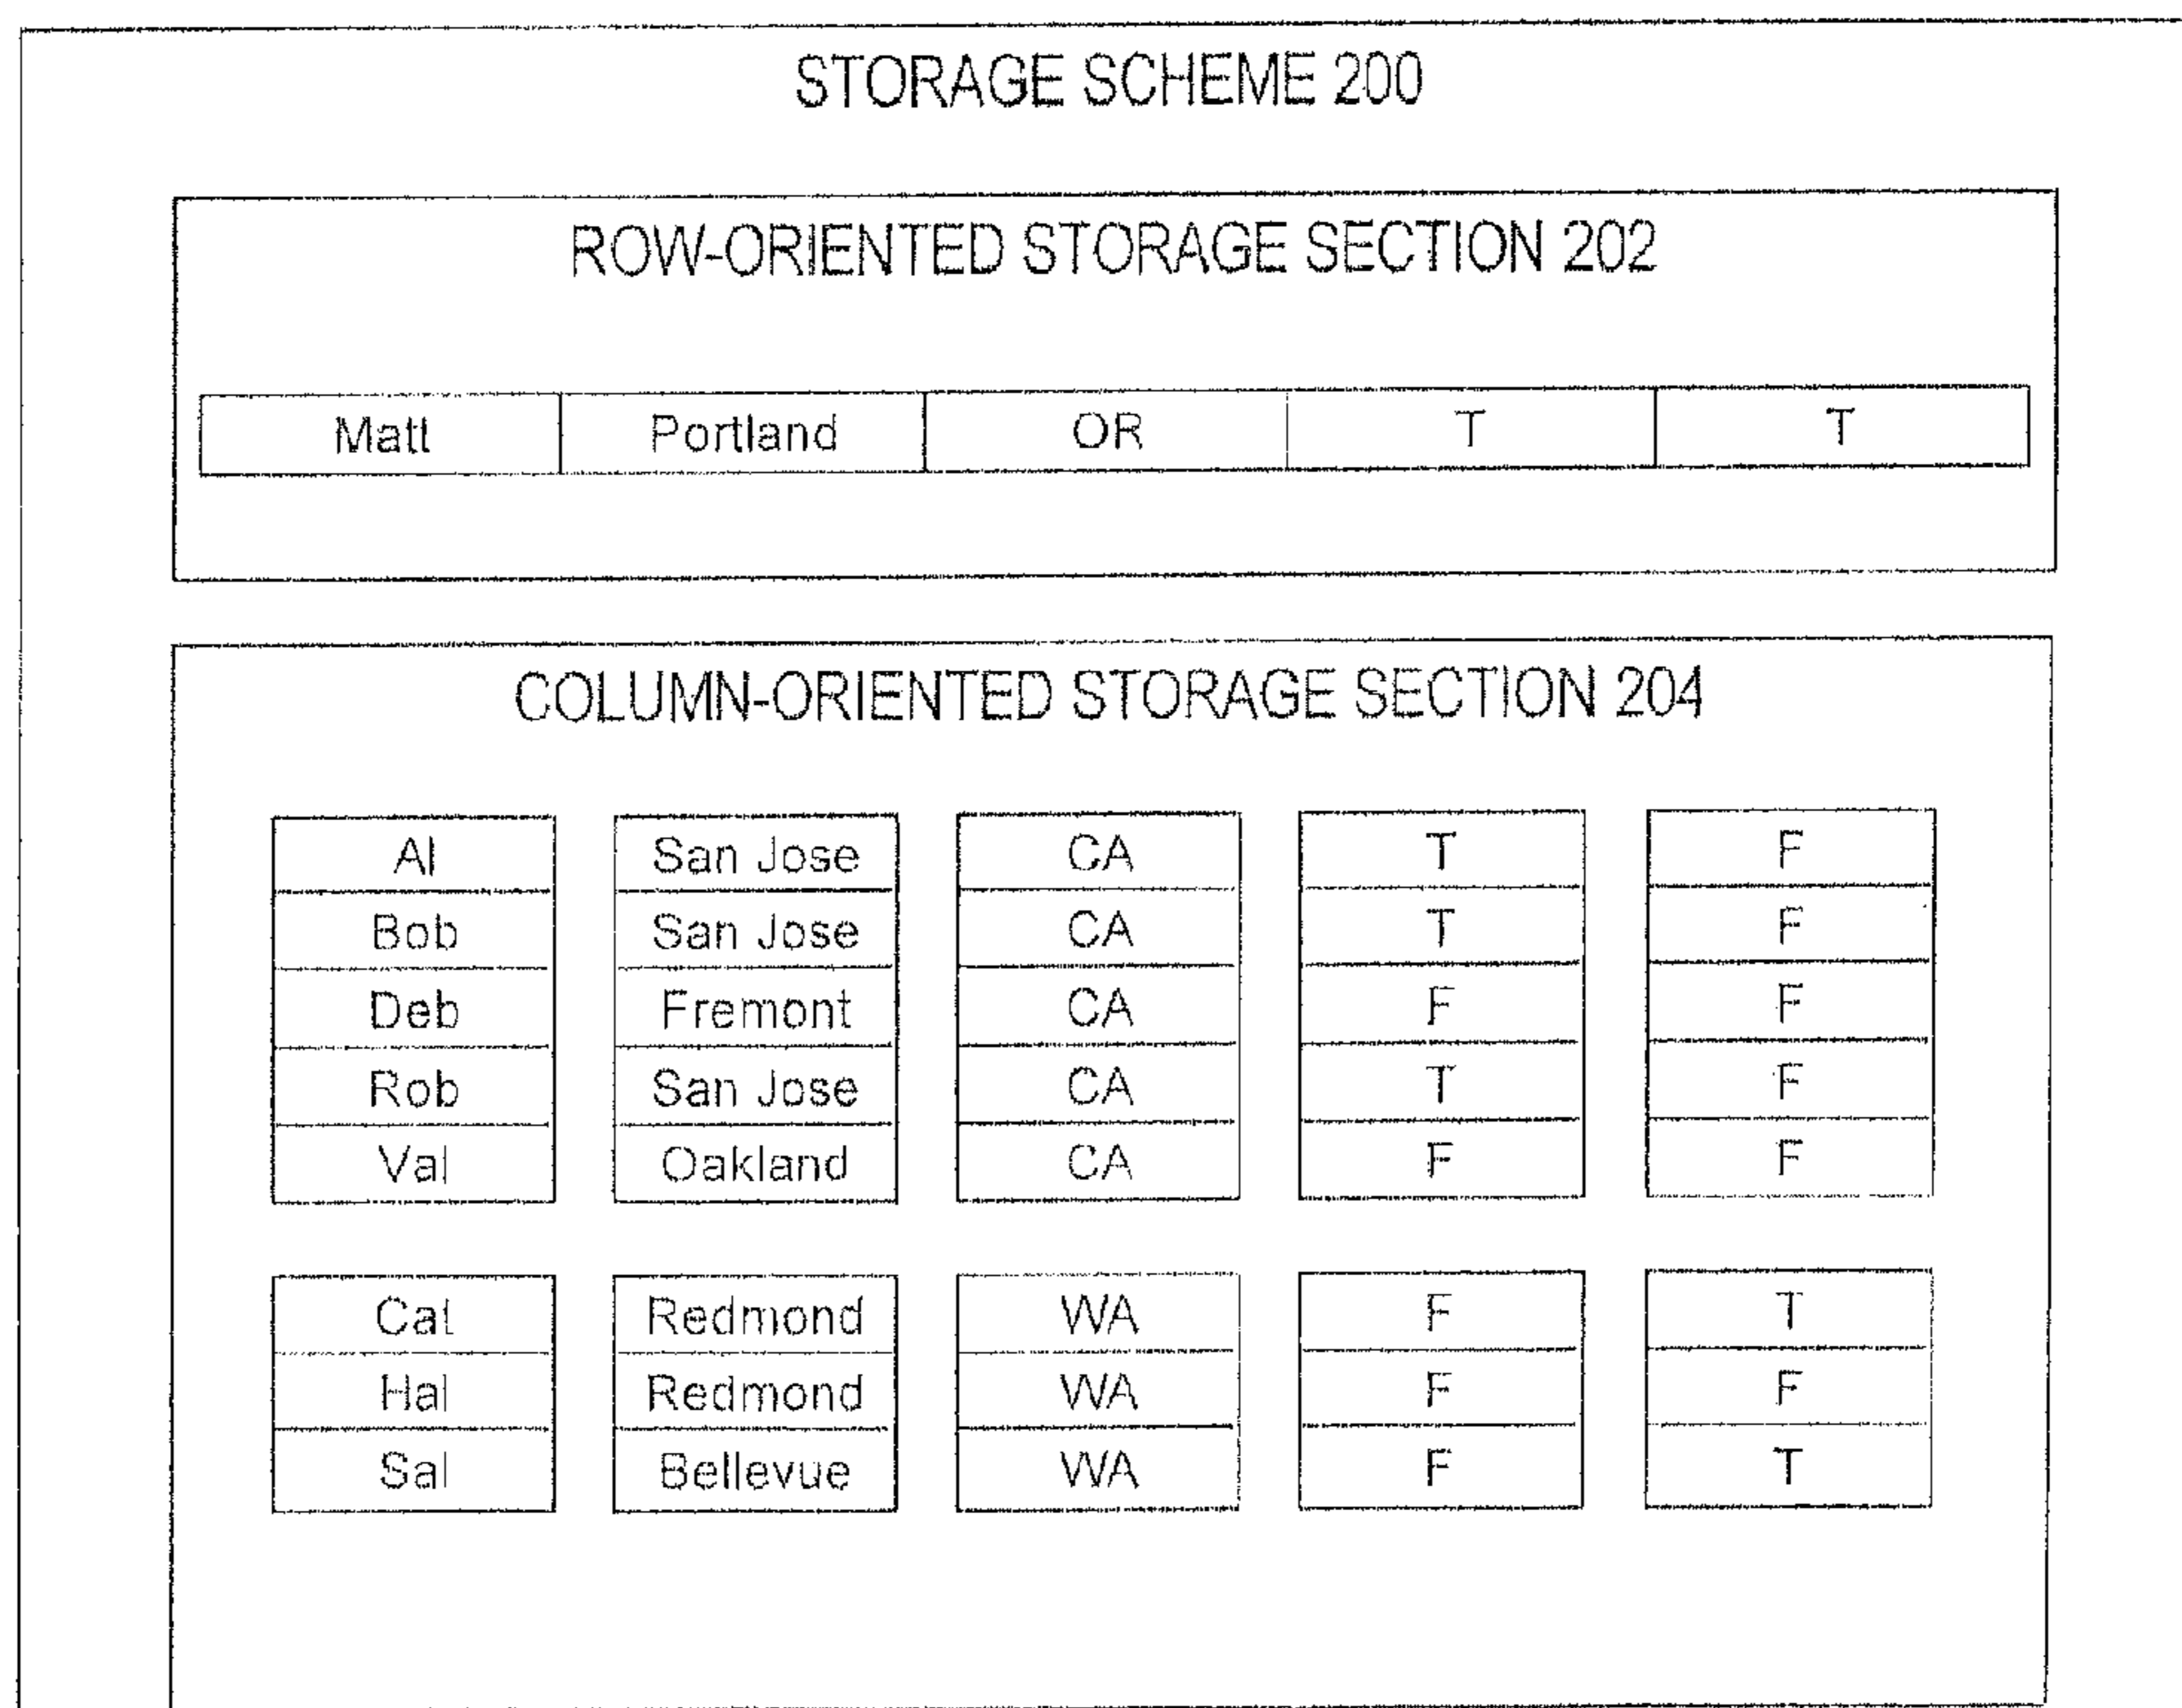 STORAGE SCHEME 200
ROW-ORIENTED STORAGE SECTION 202
Matt Portland OR T T
COLUMN-ORIENTED STORAGE SECTION 204
Al San Jose CA T F
Bob San Jose CA T F
Deb Fremont CA F F
Rob San Jose CA T F
Val Oakland CA F F
Cat Redmond WA F T
Hal Redmond WA F F
Sal Bellevue WA F T